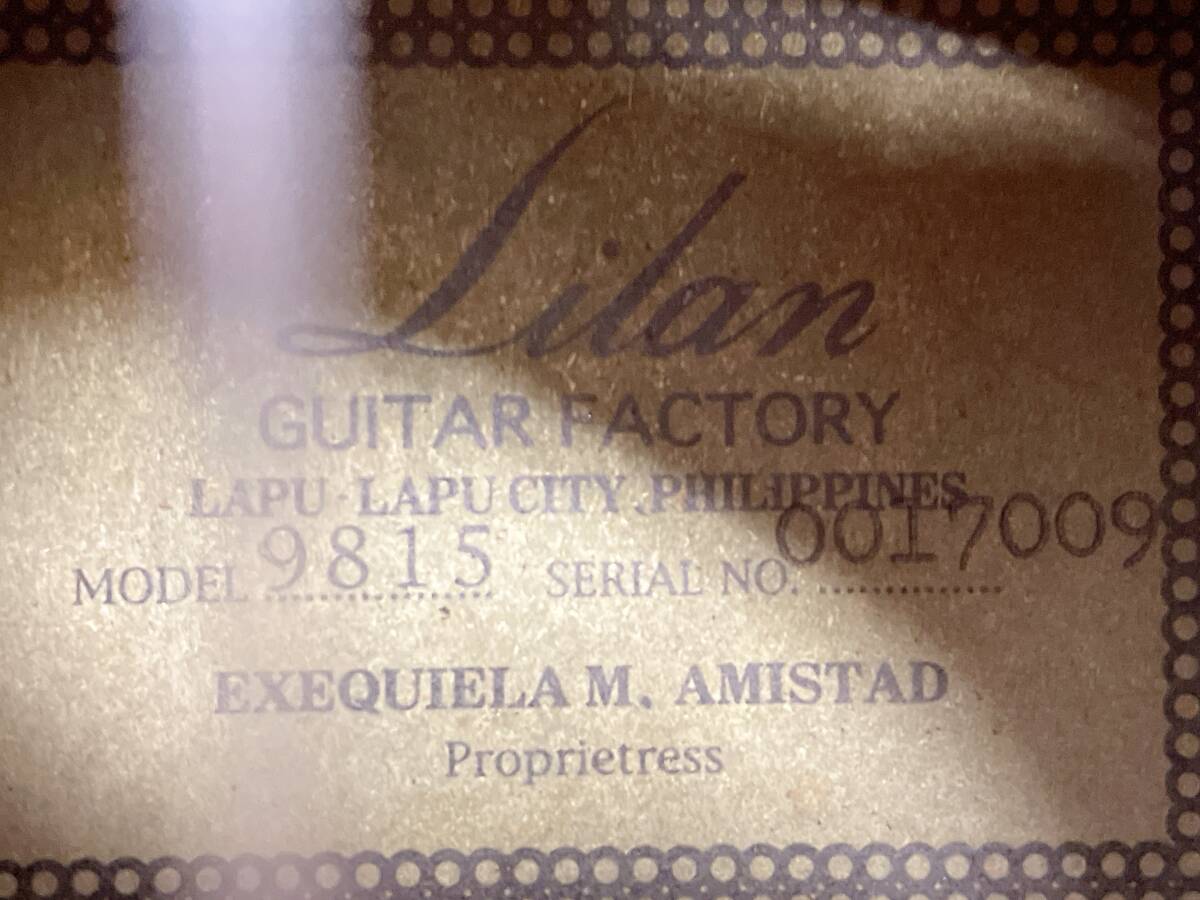 Lilan
GUITAR FACTORY
LAPU-LAPU CITY, PHILIPPINES
MODEL 9815 SERIAL NO. 0017009
EXEQUIELA M. AMISTAD
Proprietress